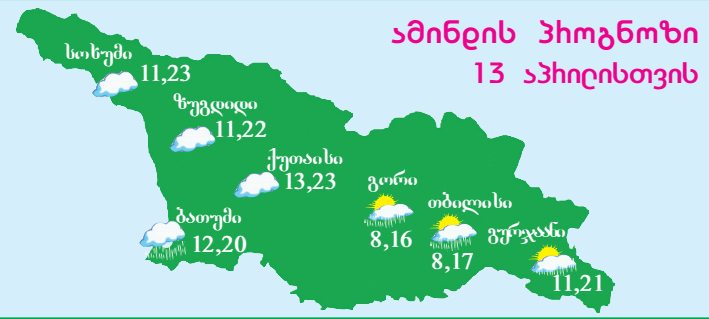 ამინდის პროგნოზი
13 აპრილისთვის
სოხუმი
11,23
ზუგდიდი
11,22
ქუთაისი
13,23
გორი
8,16
თბილისი
8,17
გურჯაანი
11,21
ბათუმი
12,20